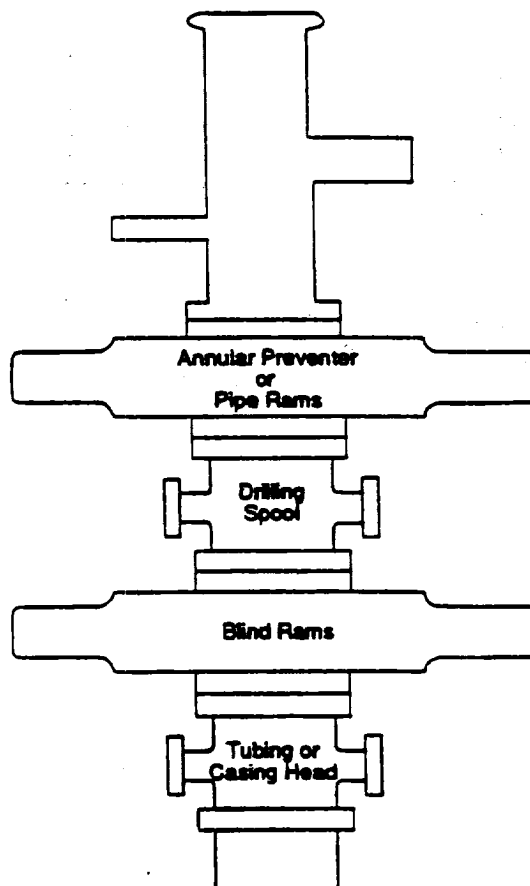 Annular Preventer
or
Pipe Rams
Drilling
Spool
Blind Rams
Tubing or
Casing Head